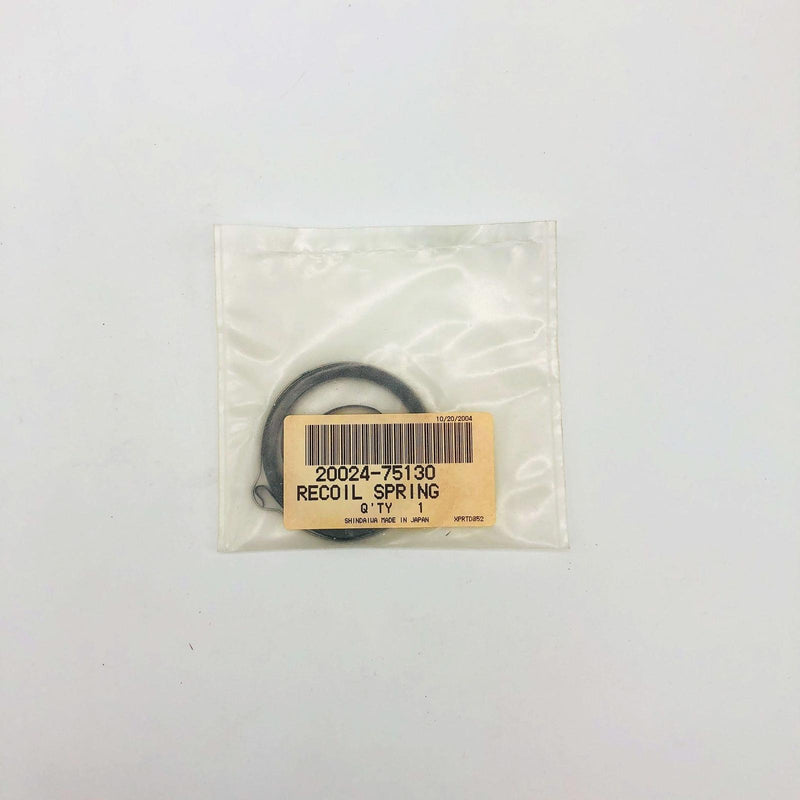 10/20/2004
20024-75130
RECOIL SPRING
Q'TY 1
SHINDAIWA MADE IN JAPAN XPRTD852